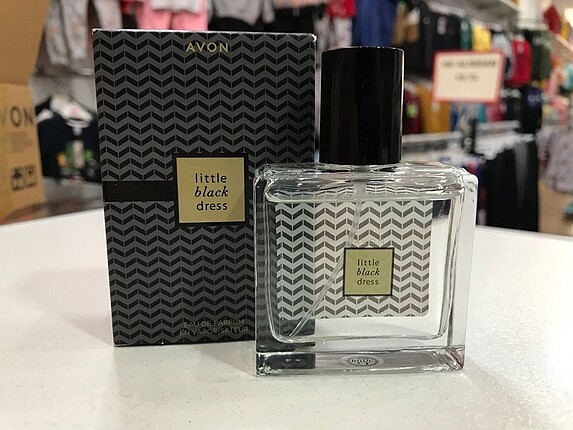 AVON
little
black
dress
EAU DE PARFUM
EN VAPORISATEUR
little
black
dress